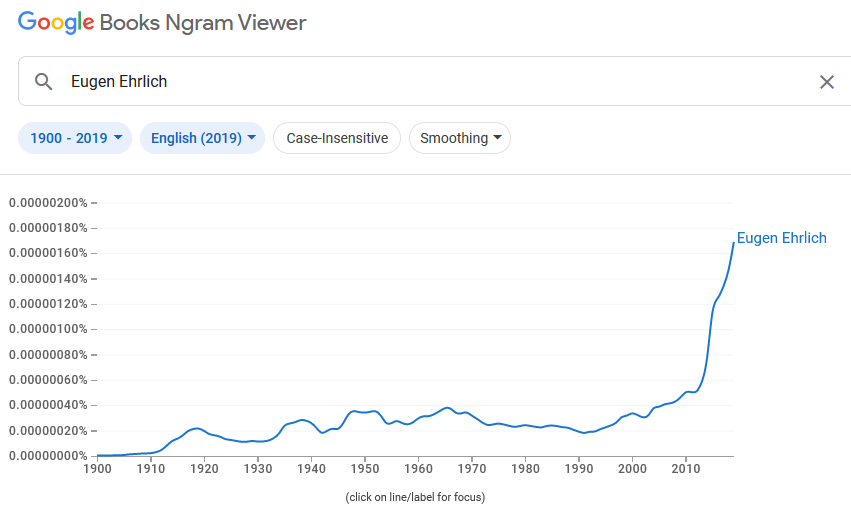 Google Books Ngram Viewer
Eugen Ehrlich
1900 - 2019 English (2019) Case-Insensitive Smoothing
0.00000200%
0.00000180%
Eugen Ehrlich
0.00000160%
0.00000140%
0.00000120%
0.00000100%
0.00000080%
0.00000060%
0.00000040%
0.00000020%
0.00000000%
1900 1910 1920 1930 1940 1950 1960 1970 1980 1990 2000 2010
(click on line/label for focus)